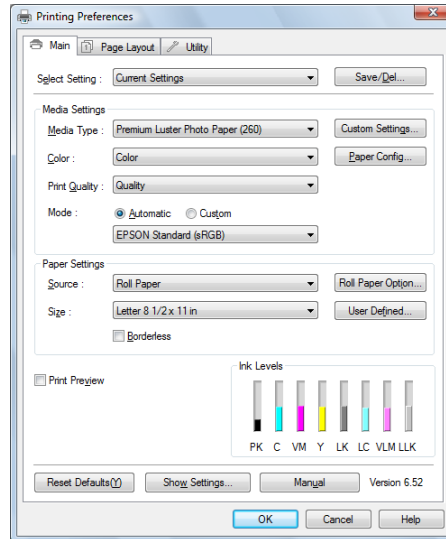 Printing Preferences
Main Page Layout Utility
Select Setting : Current Settings Save/Del...
Media Settings
Media Type : Premium Luster Photo Paper (260) Custom Settings...
Color : Color Paper Config...
Print Quality : Quality
Mode : Automatic Custom
EPSON Standard (sRGB)
Paper Settings
Source : Roll Paper Roll Paper Option...
Size : Letter 8 1/2 x 11 in User Defined...
Borderless
Print Preview
Ink Levels
PK C VM Y LK LC VLM LLK
Reset Defaults(Y) Show Settings... Manual Version 6.52
OK Cancel Help